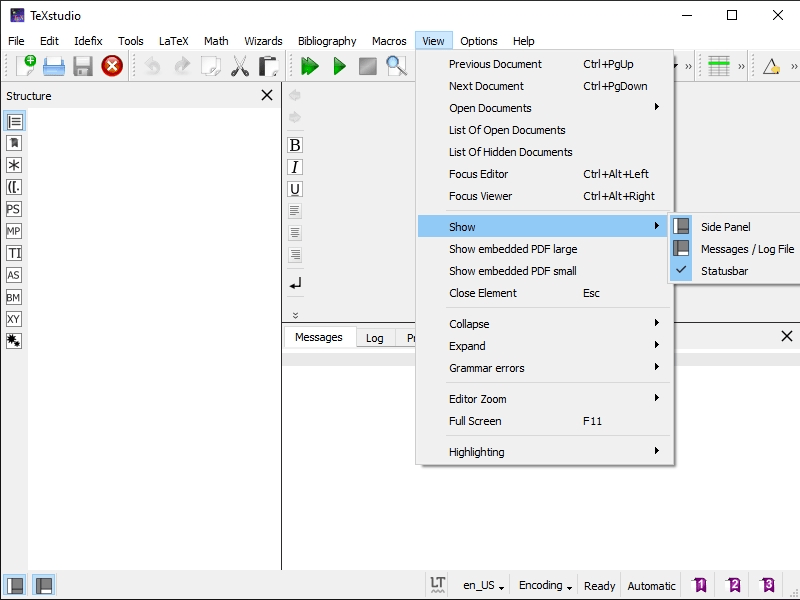 TeXstudio
File Edit Idefix Tools LaTeX Math Wizards Bibliography Macros View Options Help
Structure
PS
MP
TI
AS
BM
XY
B
I
U
Previous Document Ctrl+PgUp
Next Document Ctrl+PgDown
Open Documents
List Of Open Documents
List Of Hidden Documents
Focus Editor Ctrl+Alt+Left
Focus Viewer Ctrl+Alt+Right
Show
Show embedded PDF large
Show embedded PDF small
Close Element Esc
Collapse
Expand
Grammar errors
Editor Zoom
Full Screen F11
Highlighting
Side Panel
Messages / Log File
Statusbar
Messages Log
LT en_US Encoding Ready Automatic 1 2 3